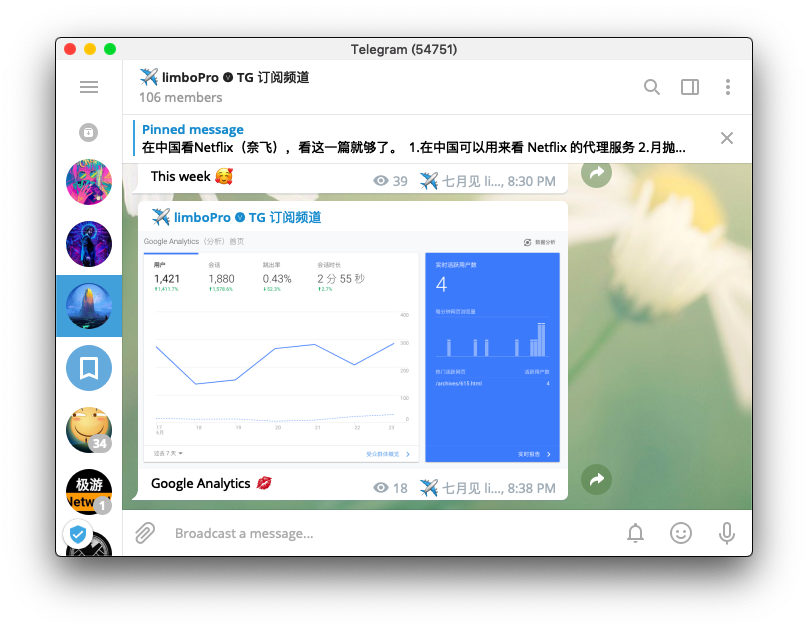 Telegram (54751)
limboPro TG 订阅频道
106 members
Pinned message
在中国看Netflix（奈飞），看这一篇就够了。 1.在中国可以用来看 Netflix 的代理服务 2.月抛...
This week 🥰
39 七月见 li..., 8:30 PM
limboPro TG 订阅频道
Google Analytics（分析）首页
数据分析
用户 会话 跳出率 会话时长
1,421 1,880 0.43% 2 分 55 秒
↑1,411.7% ↑1,578.6% ↓52.3% ↑2.7%
400
300
200
100
0
17 18 19 20 21 22 23
6月
过去 7 天
受众群体概览
实时活跃用户数
4
每分钟网页浏览量
热门活跃网页 活跃用户数
/archives/615.html 4
实时报告
Google Analytics 💋
18 七月见 li..., 8:38 PM
34
极游
Netw
1
Broadcast a message...